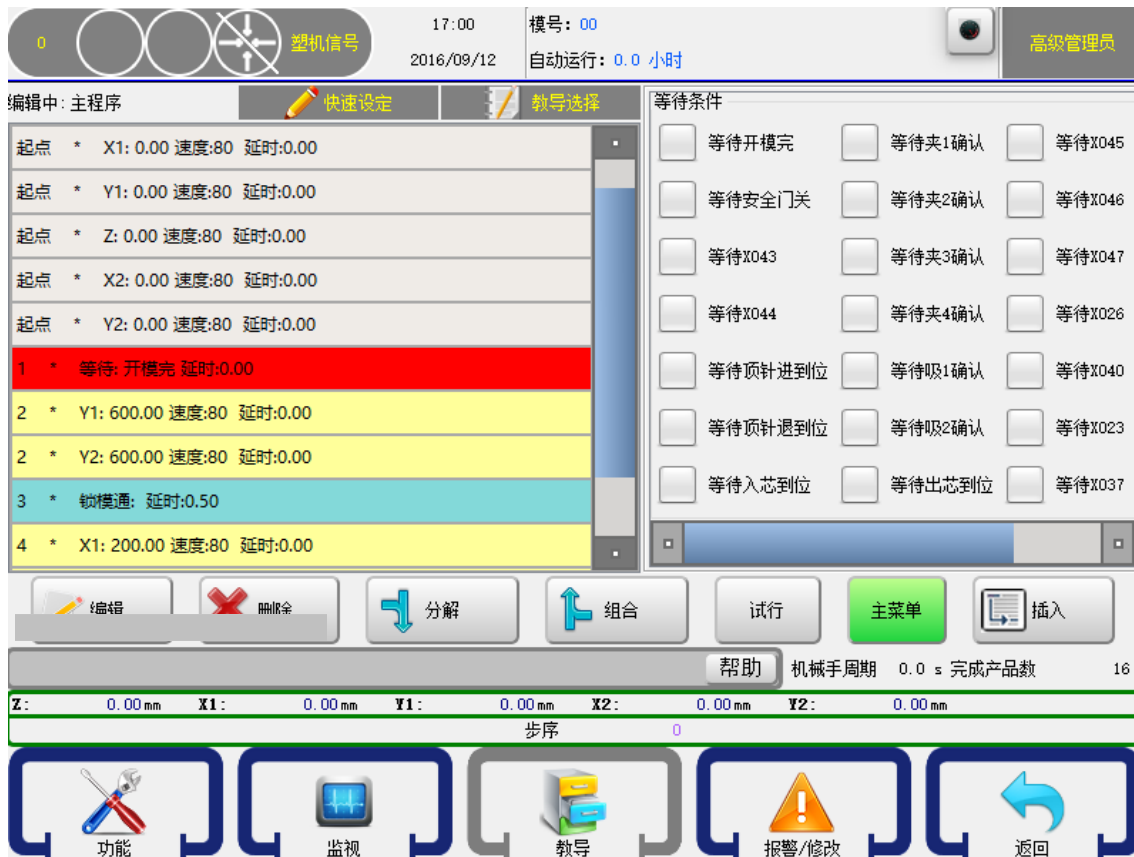 0 塑机信号 17:00 模号: 00 高级管理员
2016/09/12 自动运行: 0.0 小时
编辑中: 主程序 快速设定 教导选择 等待条件
起点 * X1: 0.00 速度:80 延时:0.00
起点 * Y1: 0.00 速度:80 延时:0.00
起点 * Z: 0.00 速度:80 延时:0.00
起点 * X2: 0.00 速度:80 延时:0.00
起点 * Y2: 0.00 速度:80 延时:0.00
1 * 等待: 开模完 延时:0.00
2 * Y1: 600.00 速度:80 延时:0.00
2 * Y2: 600.00 速度:80 延时:0.00
3 * 锁模通: 延时:0.50
4 * X1: 200.00 速度:80 延时:0.00
等待开模完 等待夹1确认 等待X045
等待安全门关 等待夹2确认 等待X046
等待X043 等待夹3确认 等待X047
等待X044 等待夹4确认 等待X026
等待顶针进到位 等待吸1确认 等待X040
等待顶针退到位 等待吸2确认 等待X023
等待入芯到位 等待出芯到位 等待X037
编辑 删除 分解 组合 试行 主菜单 插入
帮助 机械手周期 0.0 s 完成产品数 16
Z: 0.00mm X1: 0.00mm Y1: 0.00mm X2: 0.00mm Y2: 0.00mm
步序 0
功能 监视 教导 报警/修改 返回